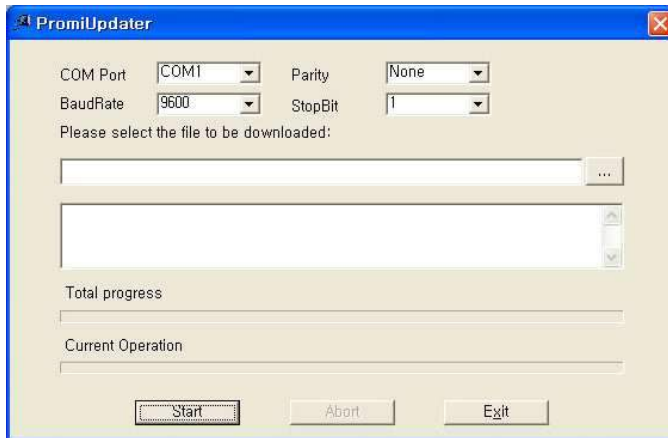 PromiUpdater
COM Port COM1 Parity None
BaudRate 9600 StopBit 1
Please select the file to be downloaded:
...
Total progress
Current Operation
Start Abort Exit